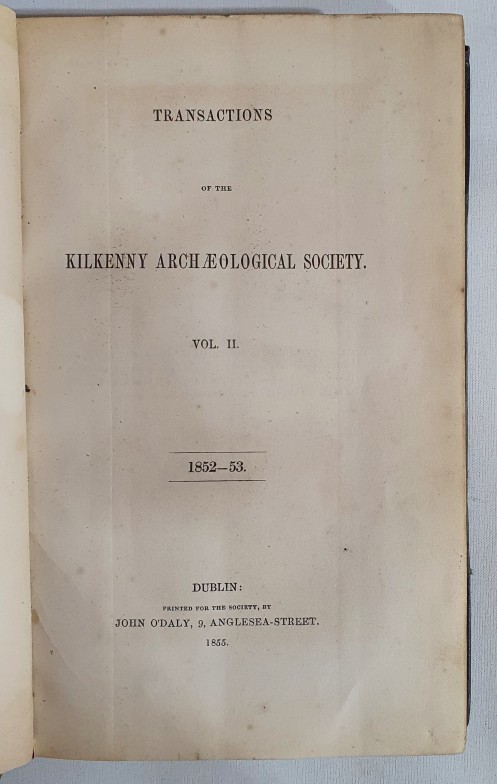 TRANSACTIONS
OF THE
KILKENNY ARCHÆOLOGICAL SOCIETY.
VOL. II.
1852—53.
DUBLIN:
PRINTED FOR THE SOCIETY, BY
JOHN O'DALY, 9, ANGLESEA-STREET.
1855.